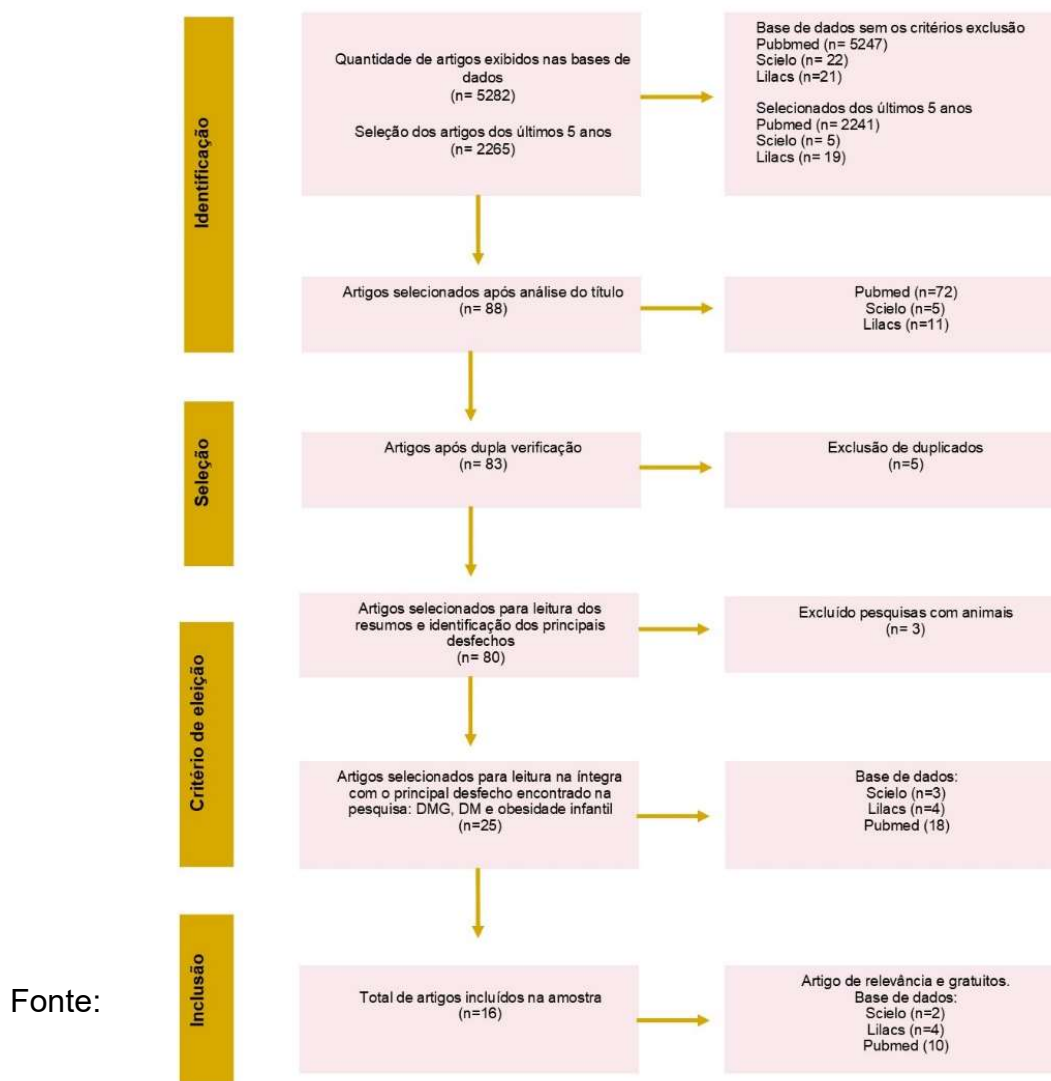 Identificação
Quantidade de artigos exibidos nas bases de
dados
(n= 5282)
Seleção dos artigos dos últimos 5 anos
(n= 2265)
Base de dados sem os critérios exclusão
Pubbmed (n= 5247)
Scielo (n= 22)
Lilacs (n=21)
Selecionados dos últimos 5 anos
Pubmed (n= 2241)
Scielo (n= 5)
Lilacs (n= 19)
Artigos selecionados após análise do título
(n= 88)
Pubmed (n=72)
Scielo (n=5)
Lilacs (n=11)
Seleção
Artigos após dupla verificação
(n= 83)
Exclusão de duplicados
(n=5)
Critério de eleição
Artigos selecionados para leitura dos
resumos e identificação dos principais
desfechos
(n= 80)
Excluído pesquisas com animais
(n= 3)
Artigos selecionados para leitura na íntegra
com o principal desfecho encontrado na
pesquisa: DMG, DM e obesidade infantil
(n=25)
Base de dados:
Scielo (n=3)
Lilacs (n=4)
Pubmed (18)
Fonte:
Inclusão
Total de artigos incluídos na amostra
(n=16)
Artigo de relevância e gratuitos.
Base de dados:
Scielo (n=2)
Lilacs (n=4)
Pubmed (10)